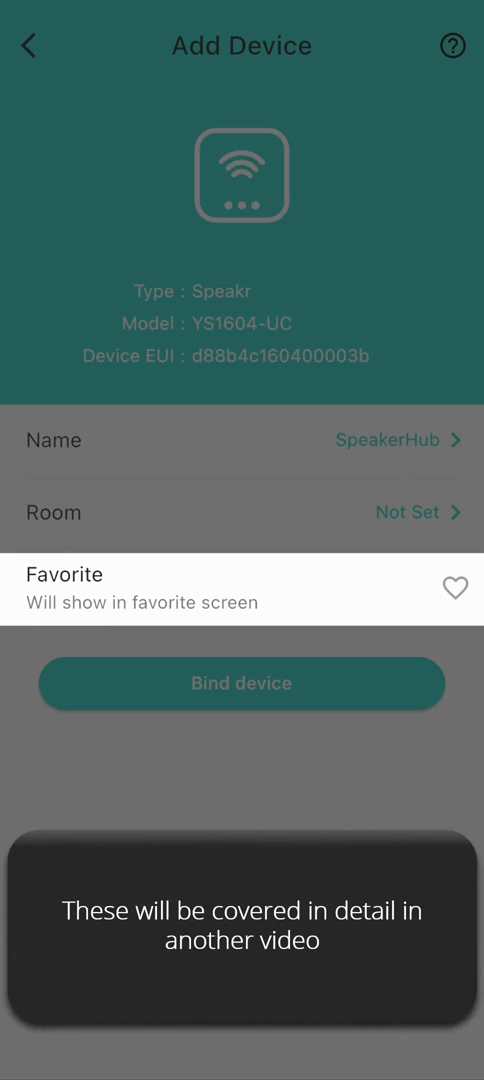 Add Device
Type : Speakr
Model : YS1604-UC
Device EUI : d88b4c160400003b
Name
SpeakerHub
Room
Not Set
Favorite
Will show in favorite screen
Bind device
These will be covered in detail in
another video